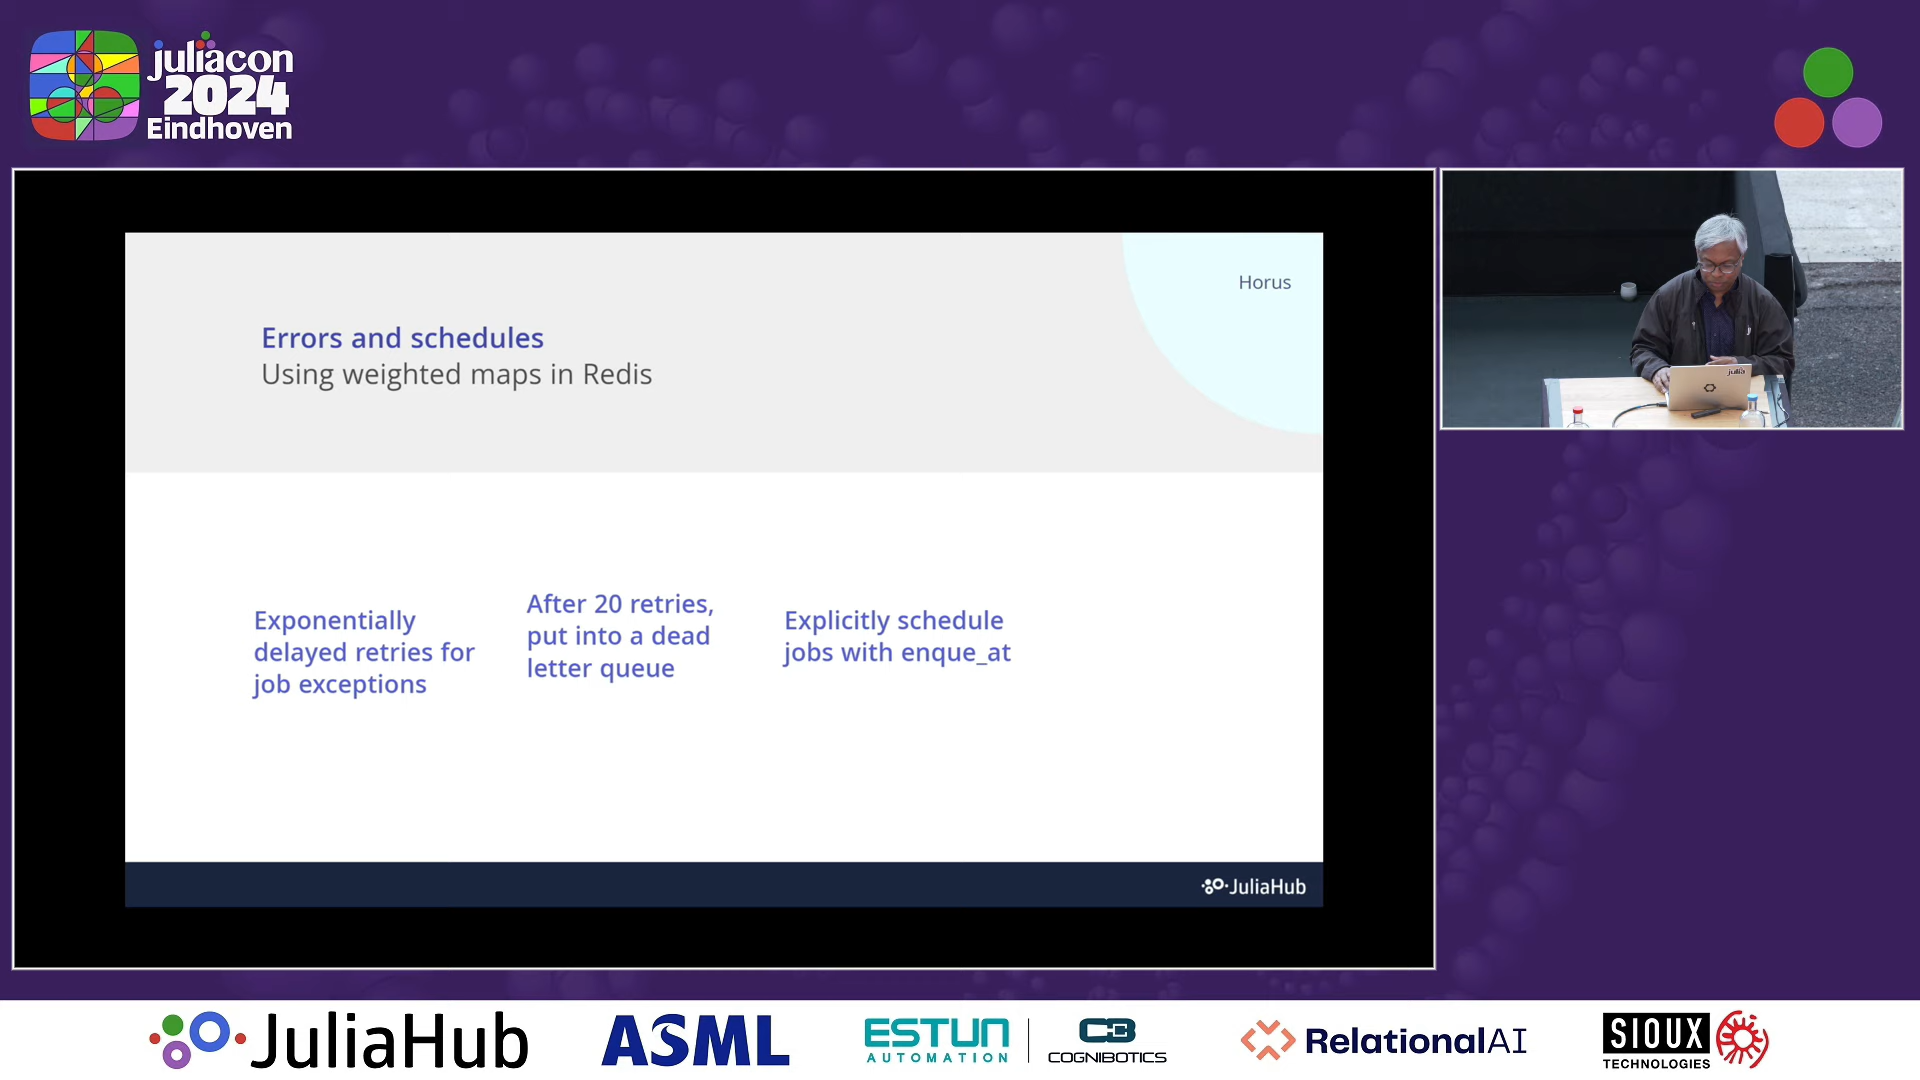 juliacon
2024
Eindhoven
Horus
Errors and schedules
Using weighted maps in Redis
Exponentially
delayed retries for
job exceptions
After 20 retries,
put into a dead
letter queue
Explicitly schedule
jobs with enque_at
JuliaHub
julia
JuliaHub
ASML
ESTUN
AUTOMATION
COGNIBOTICS
RelationalAI
SIOUX
TECHNOLOGIES